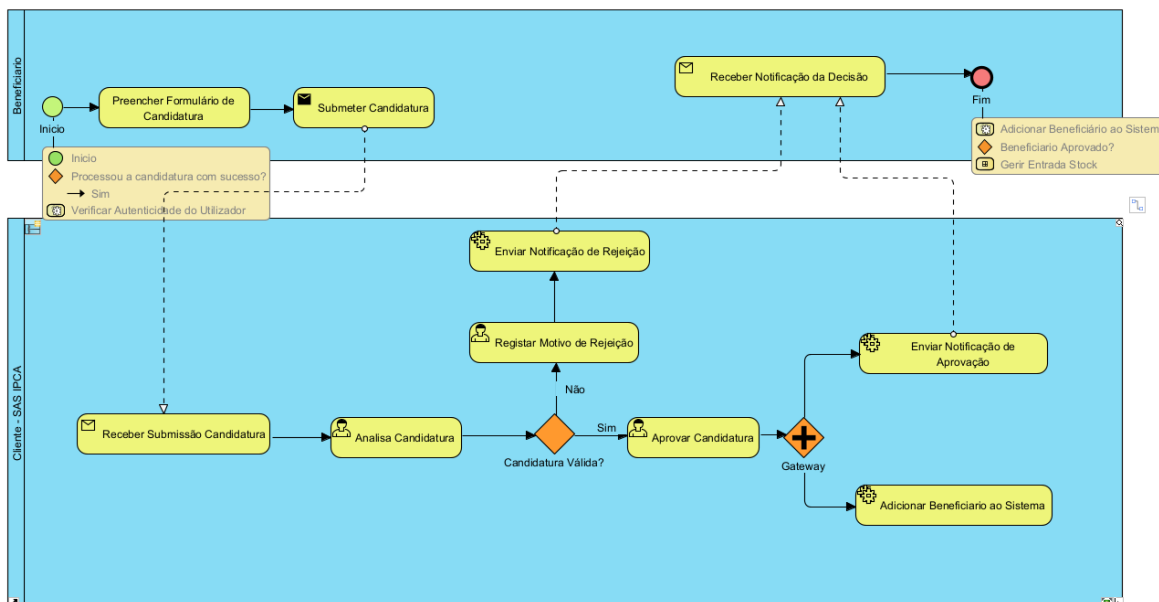 Beneficiario
Inicio
Preencher Formulário de
Candidatura
Submeter Candidatura
Receber Notificação da Decisão
Fim
Inicio
Processou a candidatura com sucesso?
Sim
Verificar Autenticidade do Utilizador
Adicionar Beneficiário ao Sistem
Beneficiario Aprovado?
Gerir Entrada Stock
Cliente - SAS IPCA
Enviar Notificação de Rejeição
Registar Motivo de Rejeição
Não
Enviar Notificação de
Aprovação
Receber Submissão Candidatura
Analisa Candidatura
Candidatura Válida?
Sim
Aprovar Candidatura
Gateway
Adicionar Beneficiario ao Sistema